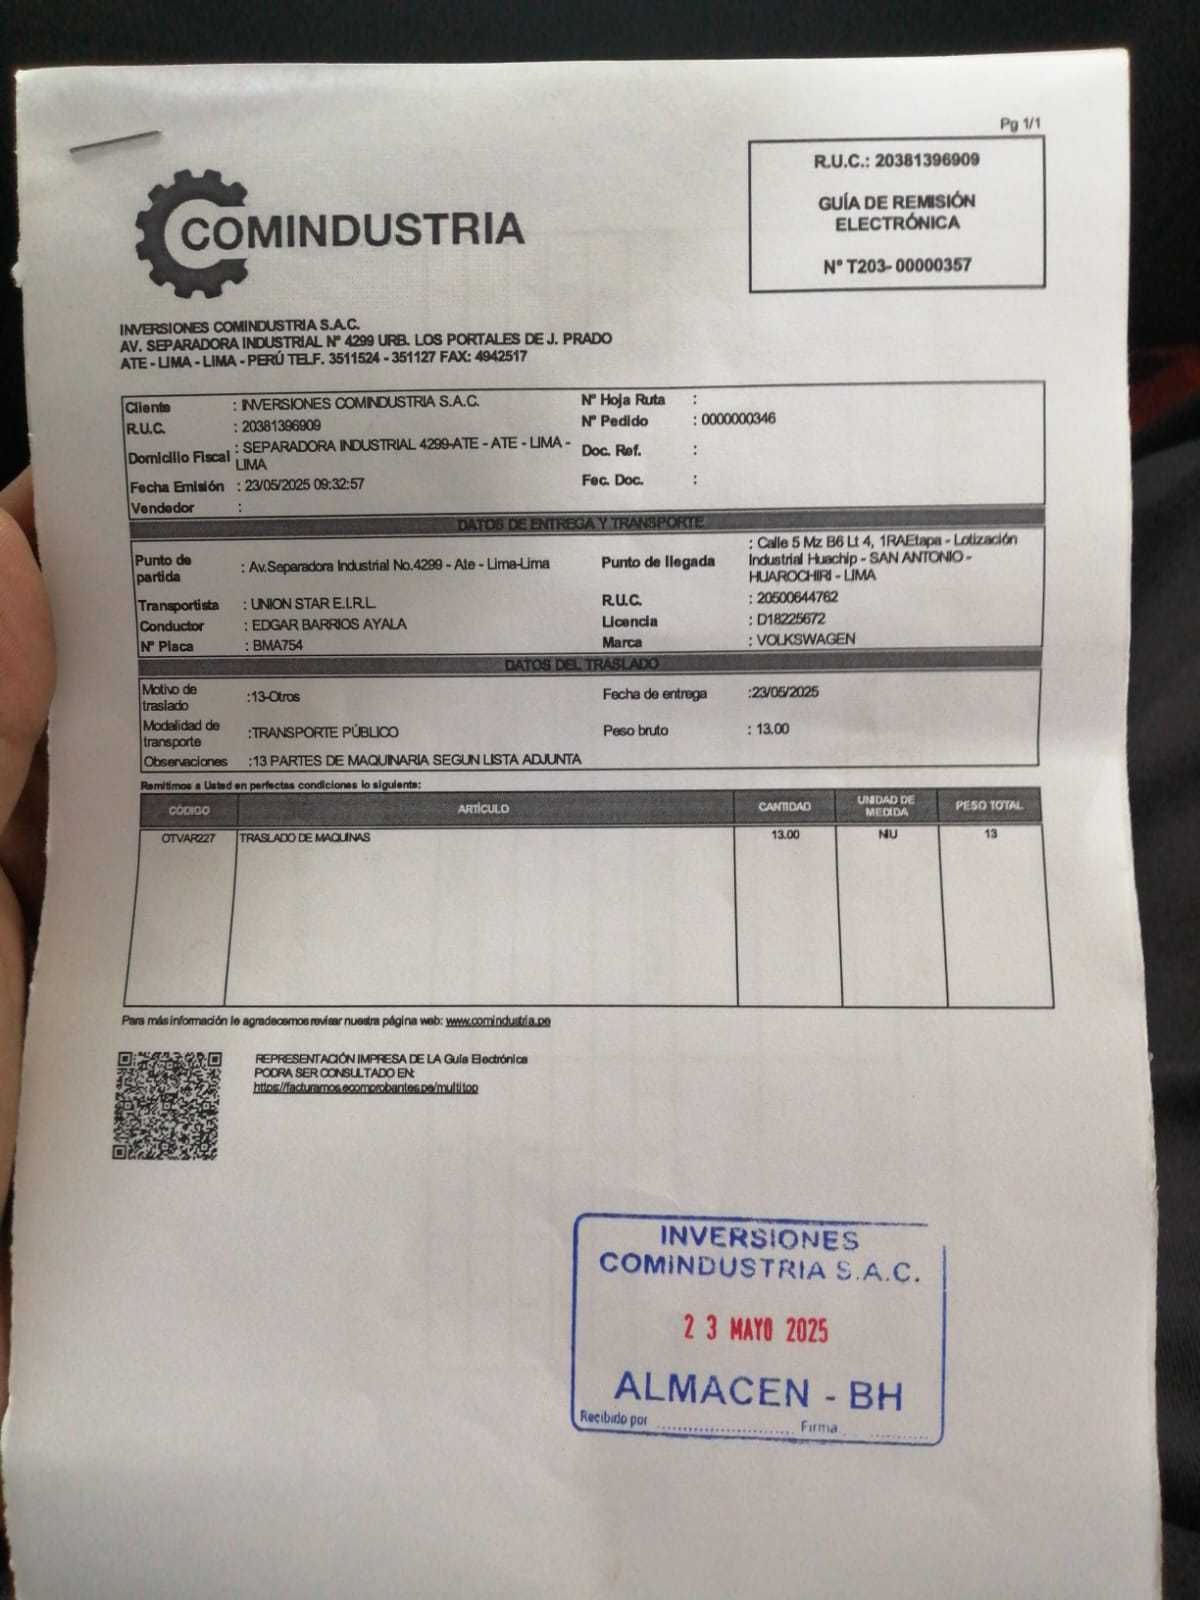 Pg 1/1
R.U.C.: 20381396909
GUÍA DE REMISIÓN
ELECTRÓNICA
N° T203- 00000357
COMINDUSTRIA
INVERSIONES COMINDUSTRIA S.A.C.
AV. SEPARADORA INDUSTRIAL N° 4299 URB. LOS PORTALES DE J. PRADO
ATE - LIMA - LIMA - PERÚ TELF. 3511524 - 351127 FAX: 4942517
Cliente : INVERSIONES COMINDUSTRIA S.A.C. N° Hoja Ruta :
R.U.C. : 20381396909 N° Pedido : 0000000346
Domicilio Fiscal : SEPARADORA INDUSTRIAL 4299-ATE - ATE - LIMA - LIMA Doc. Ref. :
Fecha Emisión : 23/05/2025 09:32:57 Fec. Doc. :
Vendedor :
DATOS DE ENTREGA Y TRANSPORTE
Punto de partida : Av.Separadora Industrial No.4299 - Ate - Lima-Lima Punto de llegada : Calle 5 Mz B6 Lt 4, 1RAEtapa - Lotización Industrial Huachip - SAN ANTONIO - HUAROCHIRI - LIMA
Transportista : UNION STAR E.I.R.L. R.U.C. : 20500644762
Conductor : EDGAR BARRIOS AYALA Licencia : D18225672
N° Placa : BMA754 Marca : VOLKSWAGEN
DATOS DEL TRASLADO
Motivo de traslado :13-Otros Fecha de entrega :23/05/2025
Modalidad de transporte :TRANSPORTE PÚBLICO Peso bruto : 13.00
Observaciones :13 PARTES DE MAQUINARIA SEGUN LISTA ADJUNTA
Remitimos a Usted en perfectas condiciones lo siguiente:
CÓDIGO ARTÍCULO CANTIDAD UNIDAD DE MEDIDA PESO TOTAL
OTVAR227 TRASLADO DE MAQUINAS 13.00 NIU 13
Para más información le agradecemos revisar nuestra página web: www.comindustria.pe
REPRESENTACIÓN IMPRESA DE LA Guía Electrónica
PODRA SER CONSULTADO EN:
https://facturamos.ecomprobantes.pe/multitop
INVERSIONES
COMINDUSTRIA S.A.C.
23 MAYO 2025
ALMACEN - BH
Recibido por .................... Firma ............